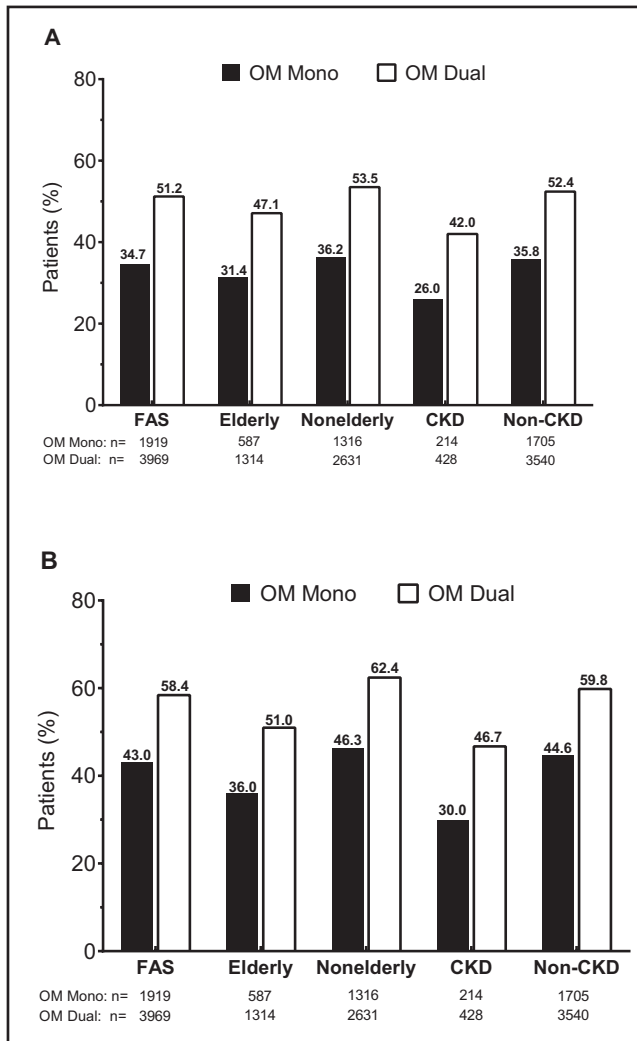 A
OM Mono OM Dual
Patients (%)
80
60
40
20
0
34.7 51.2 31.4 47.1 36.2 53.5 26.0 42.0 35.8 52.4
FAS Elderly Nonelderly CKD Non-CKD
OM Mono: n= 1919 587 1316 214 1705
OM Dual: n= 3969 1314 2631 428 3540
B
OM Mono OM Dual
Patients (%)
80
60
40
20
0
43.0 58.4 36.0 51.0 46.3 62.4 30.0 46.7 44.6 59.8
FAS Elderly Nonelderly CKD Non-CKD
OM Mono: n= 1919 587 1316 214 1705
OM Dual: n= 3969 1314 2631 428 3540